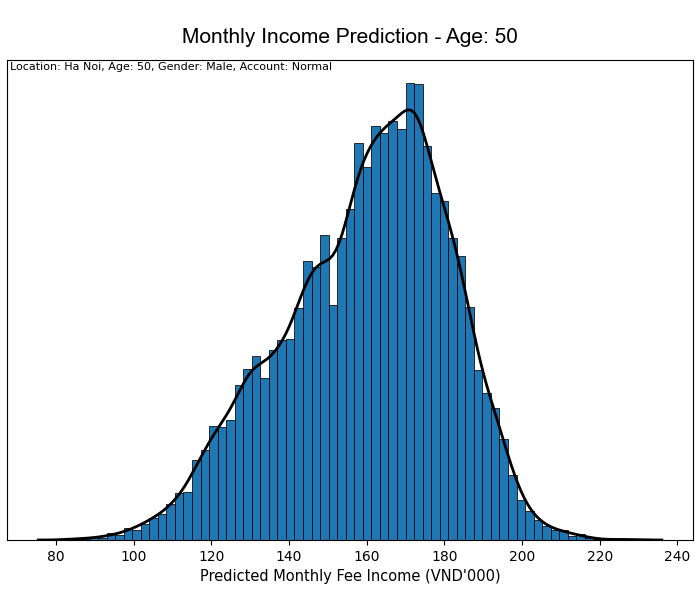 Monthly Income Prediction - Age: 50
Location: Ha Noi, Age: 50, Gender: Male, Account: Normal
80 100 120 140 160 180 200 220 240
Predicted Monthly Fee Income (VND'000)